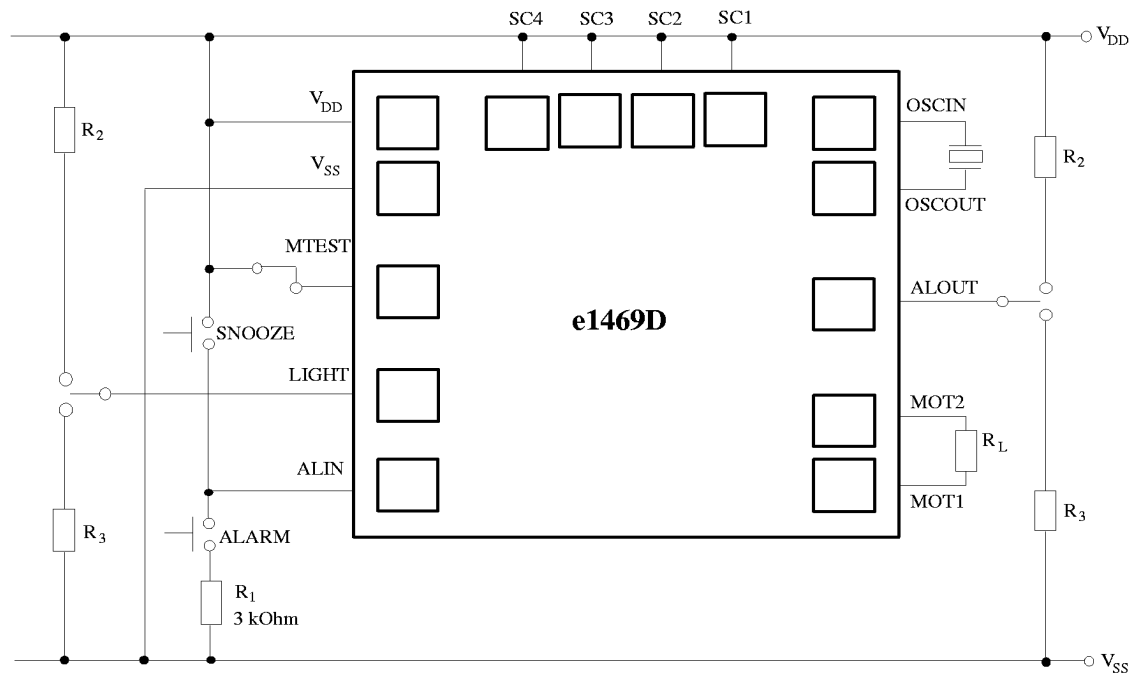 SC4 SC3 SC2 SC1
V_DD
V_DD
OSCIN
R_2
R_2
V_SS
OSCOUT
MTEST
ALOUT
e1469D
SNOOZE
LIGHT
MOT2
R_L
ALIN
MOT1
R_3
R_3
ALARM
R_1
3 kOhm
V_SS